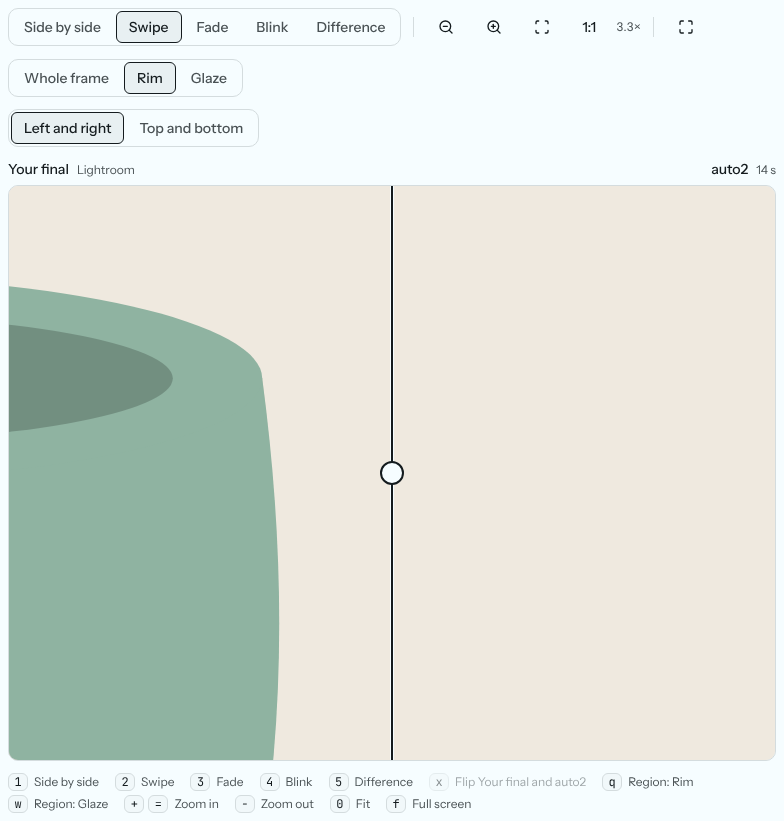 Side by side Swipe Fade Blink Difference 1:1 3.3×
Whole frame Rim Glaze
Left and right Top and bottom
Your final Lightroom auto2 14 s
1 Side by side 2 Swipe 3 Fade 4 Blink 5 Difference x Flip Your final and auto2 q Region: Rim
w Region: Glaze + = Zoom in - Zoom out 0 Fit f Full screen